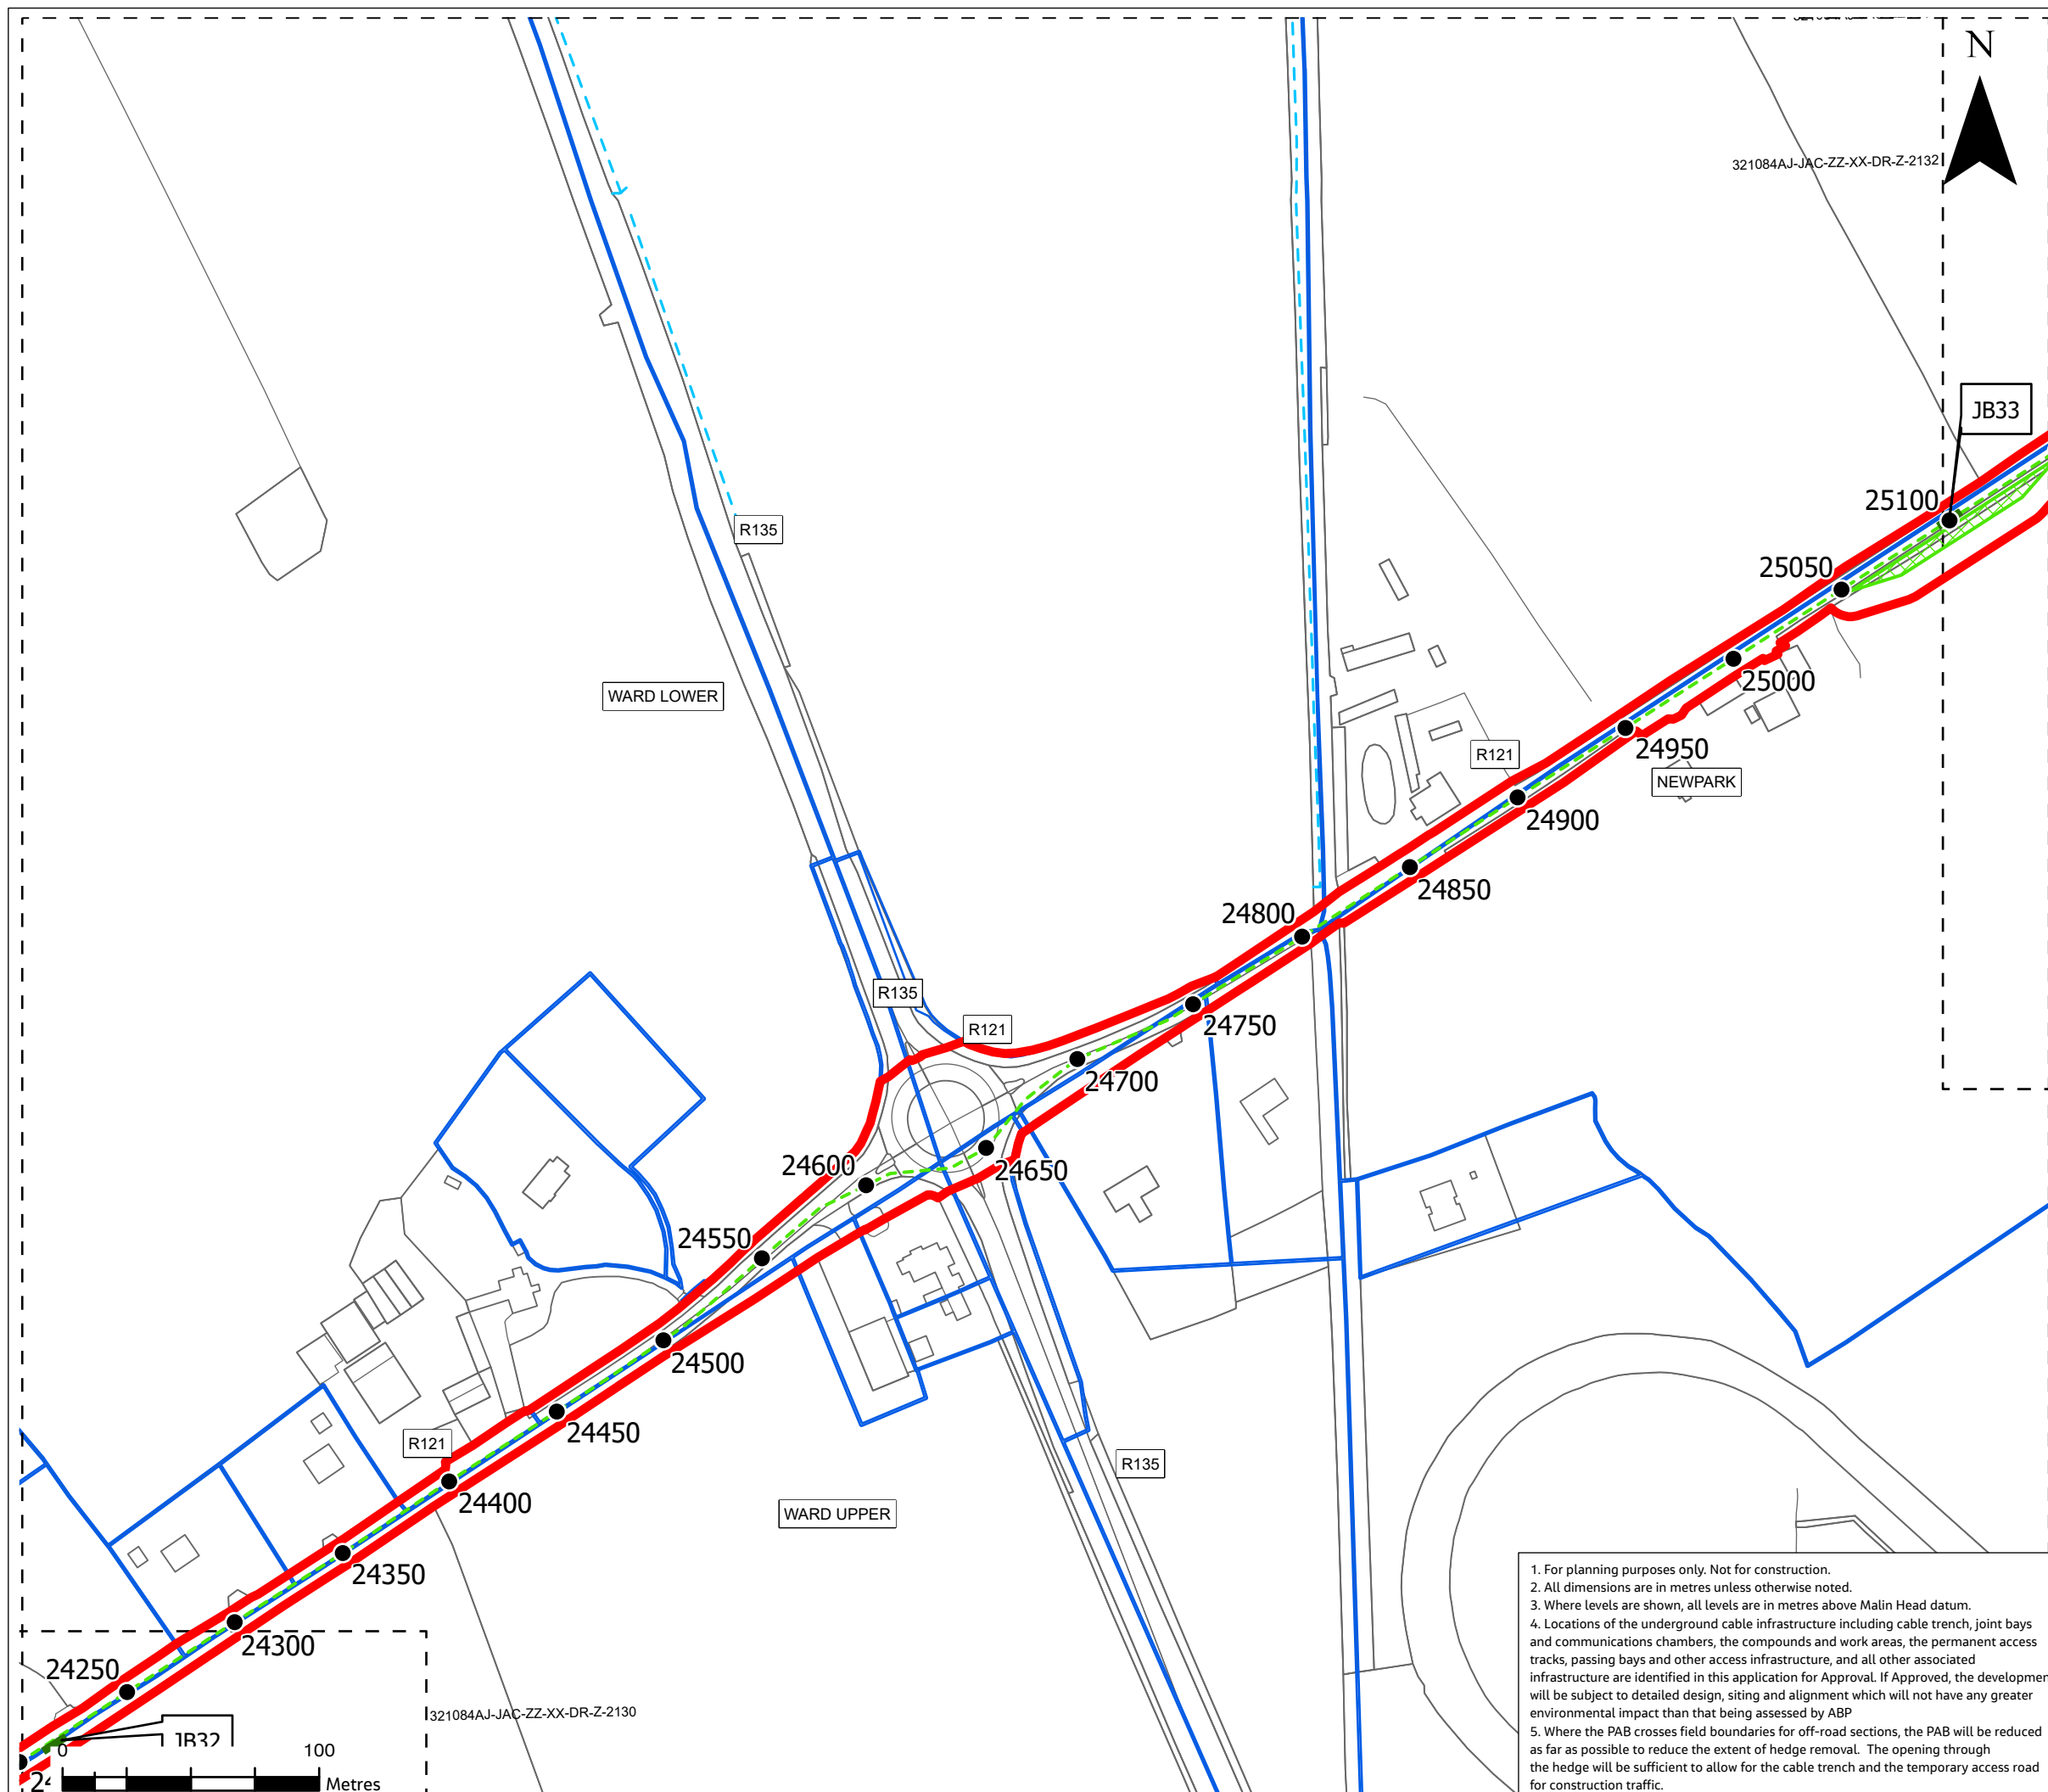 N
321084AJ-JAC-ZZ-XX-DR-Z-2132
JB33
25100
R135
25050
WARD LOWER
25000
R121
24950
NEWPARK
24900
24850
24800
R135
24750
R121
24700
24600
24650
24550
24500
24450
R121
R135
24400
WARD UPPER
24350
24300
24250
321084AJ-JAC-ZZ-XX-DR-Z-2130
JB32
0 100
Metres
1. For planning purposes only. Not for construction.
2. All dimensions are in metres unless otherwise noted.
3. Where levels are shown, all levels are in metres above Malin Head datum.
4. Locations of the underground cable infrastructure including cable trench, joint bays
and communications chambers, the compounds and work areas, the permanent access
tracks, passing bays and other access infrastructure, and all other associated
infrastructure are identified in this application for Approval. If Approved, the developmen
will be subject to detailed design, siting and alignment which will not have any greater
environmental impact than that being assessed by ABP
5. Where the PAB crosses field boundaries for off-road sections, the PAB will be reduced
as far as possible to reduce the extent of hedge removal. The opening through
the hedge will be sufficient to allow for the cable trench and the temporary access road
for construction traffic.